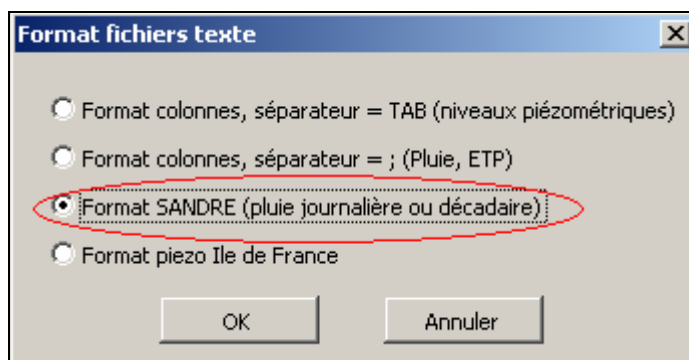 Format fichiers texte
Format colonnes, séparateur = TAB (niveaux piézométriques)
Format colonnes, séparateur = ; (Pluie, ETP)
Format SANDRE (pluie journalière ou décadaire)
Format piezo Ile de France
OK Annuler